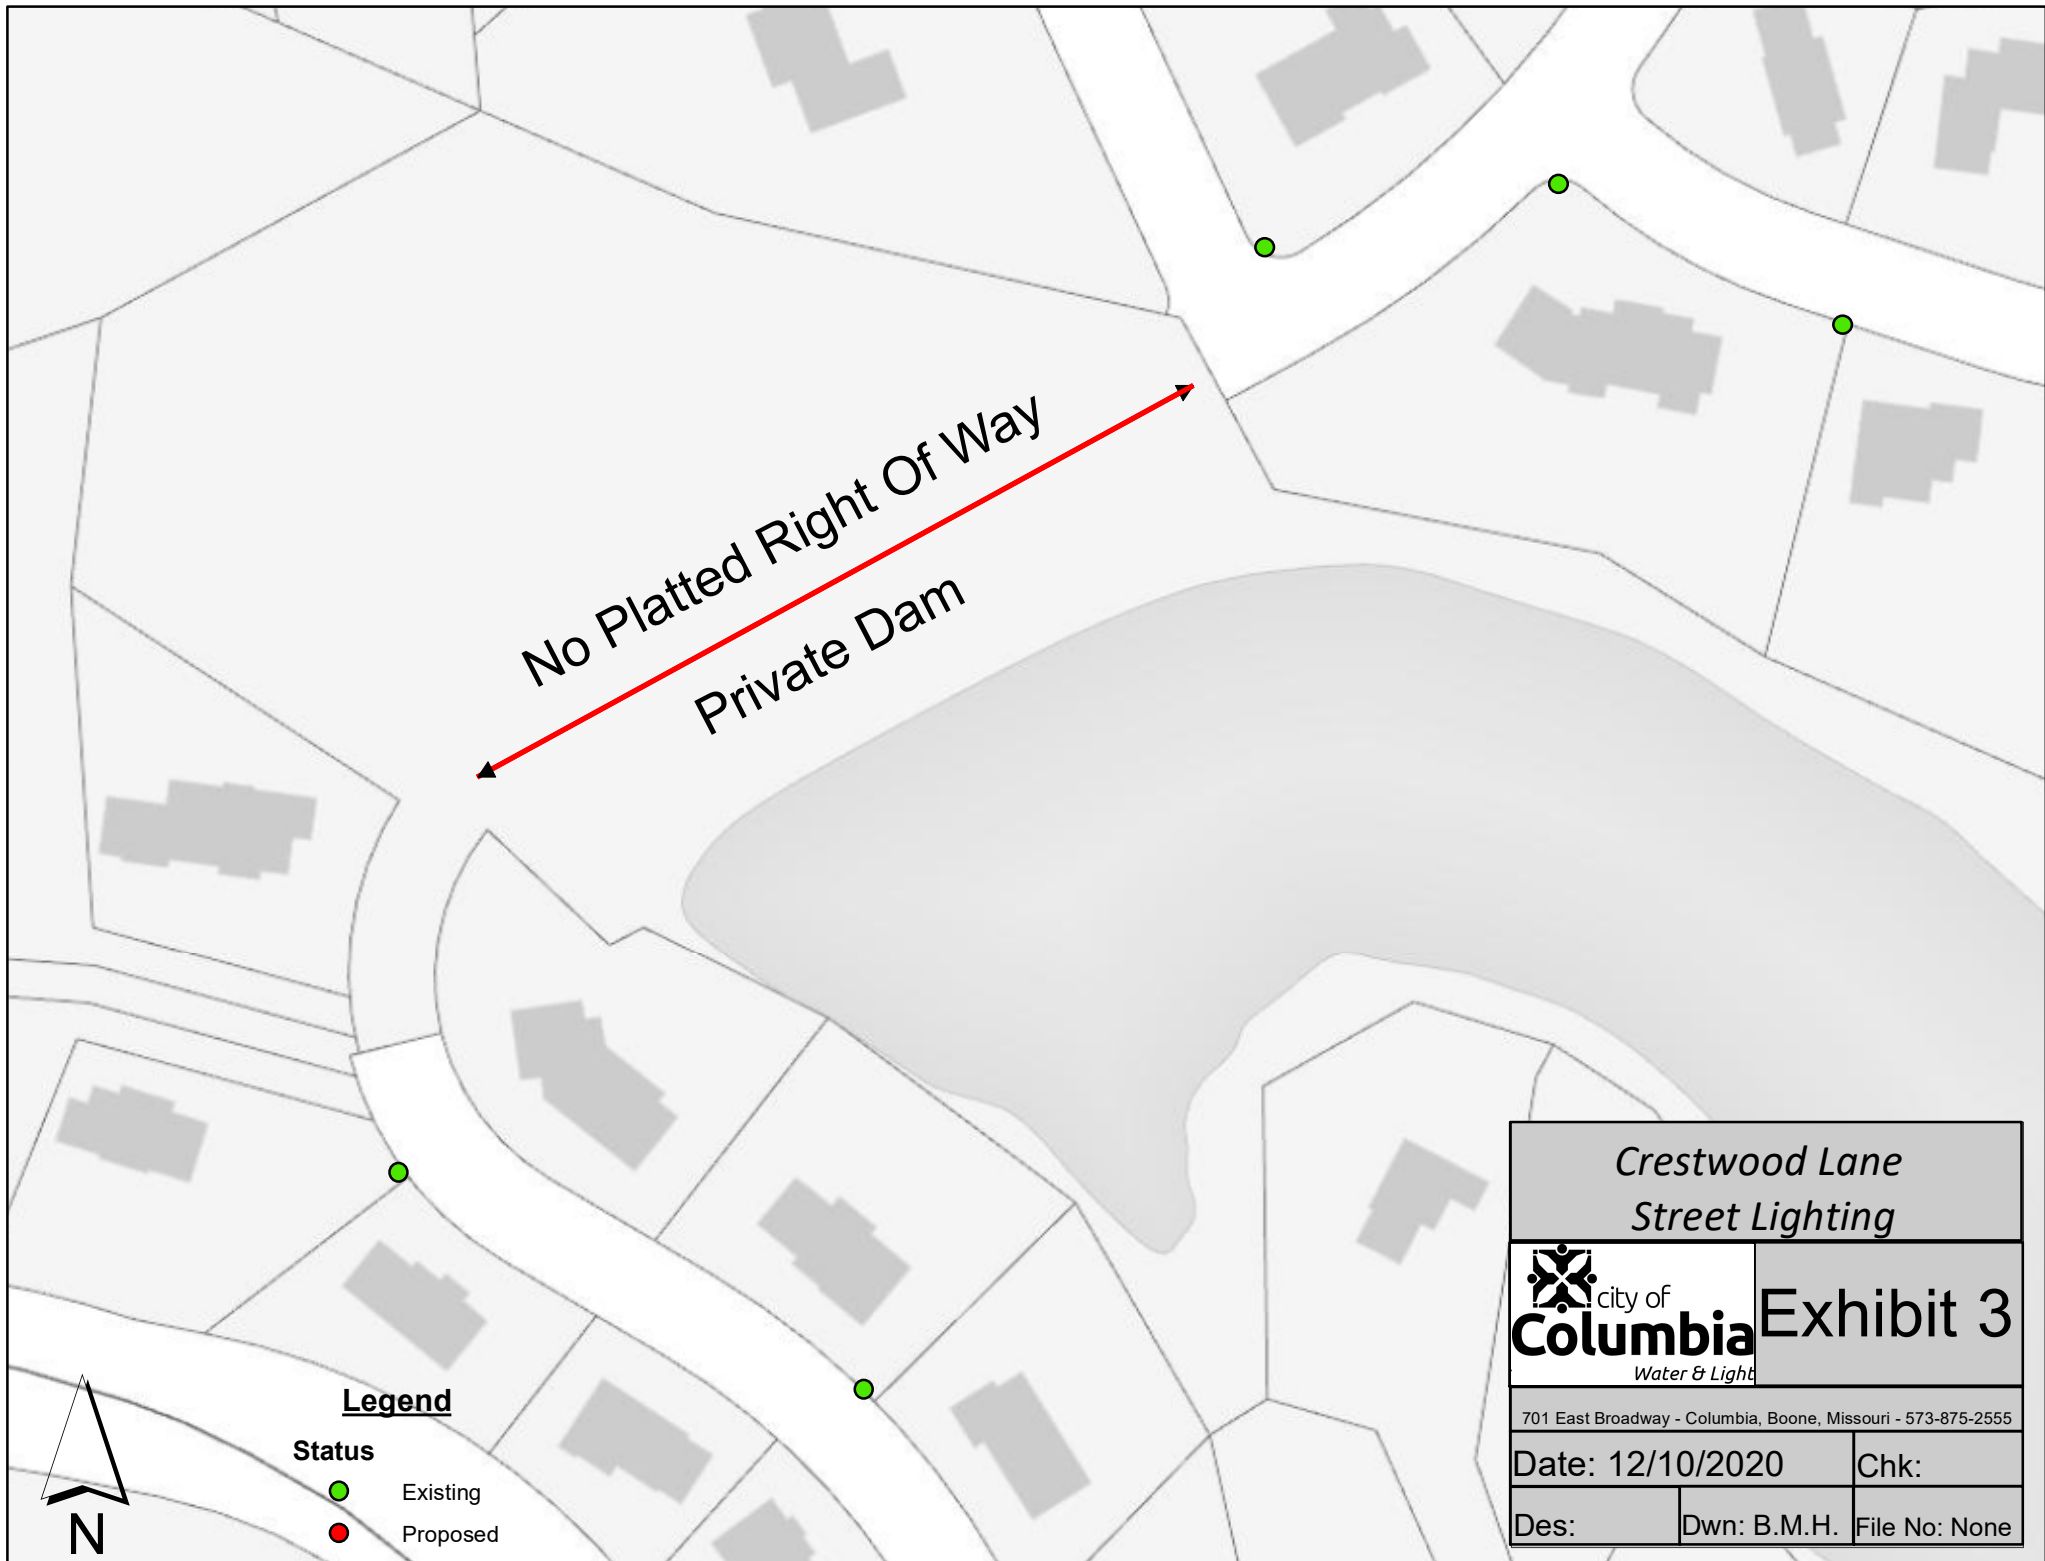 No Platted Right Of Way
Private Dam
Crestwood Lane
Street Lighting
city of
Columbia
Water & Light
Exhibit 3
701 East Broadway - Columbia, Boone, Missouri - 573-875-2555
Date: 12/10/2020
Chk:
Des:
Dwn: B.M.H.
File No: None
Legend
Status
Existing
Proposed
N